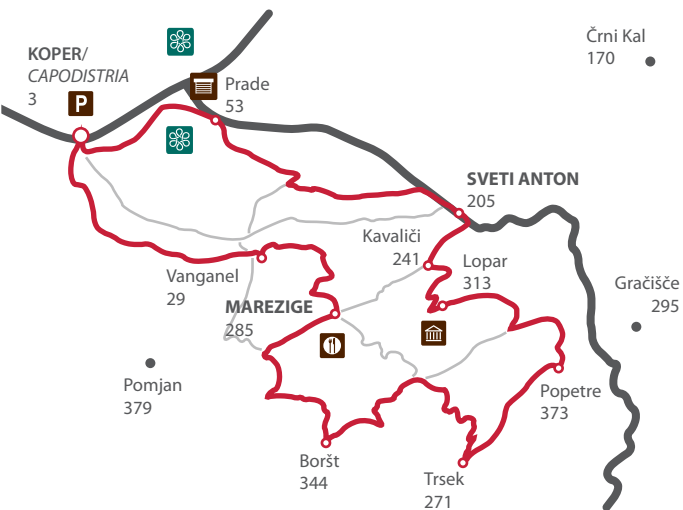 Črni Kal
170
KOPER/
CAPODISTRIA
3
P
Prade
53
SVETI ANTON
205
Kavaliči
241
Lopar
313
Gračišče
295
Vanganel
29
MAREZIGE
285
Pomjan
379
Popetre
373
Boršt
344
Trsek
271